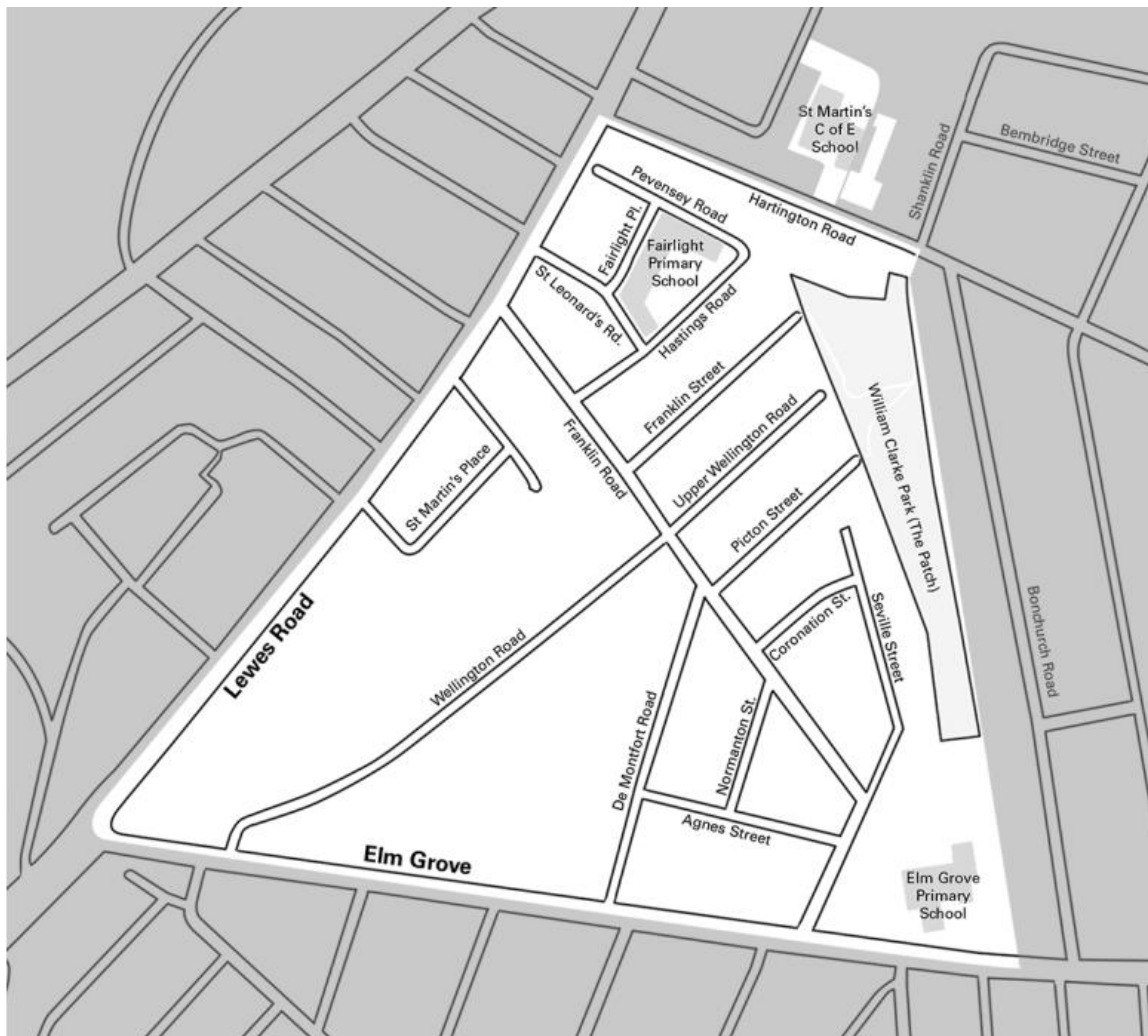 St Martin's
C of E
School
Bembridge Street
Shanklin Road
Pevensey Road
Hartington Road
Fairlight Pl.
Fairlight
Primary
School
St Leonard's Rd.
Hastings Road
Franklin Street
Franklin Road
Upper Wellington Road
St Martin's Place
Picton Street
William Clarke Park (The Patch)
Coronation St.
Seville Street
Bonchurch Road
Lewes Road
Wellington Road
De Montfort Road
Normanton St.
Agnes Street
Elm Grove
Elm Grove
Primary
School